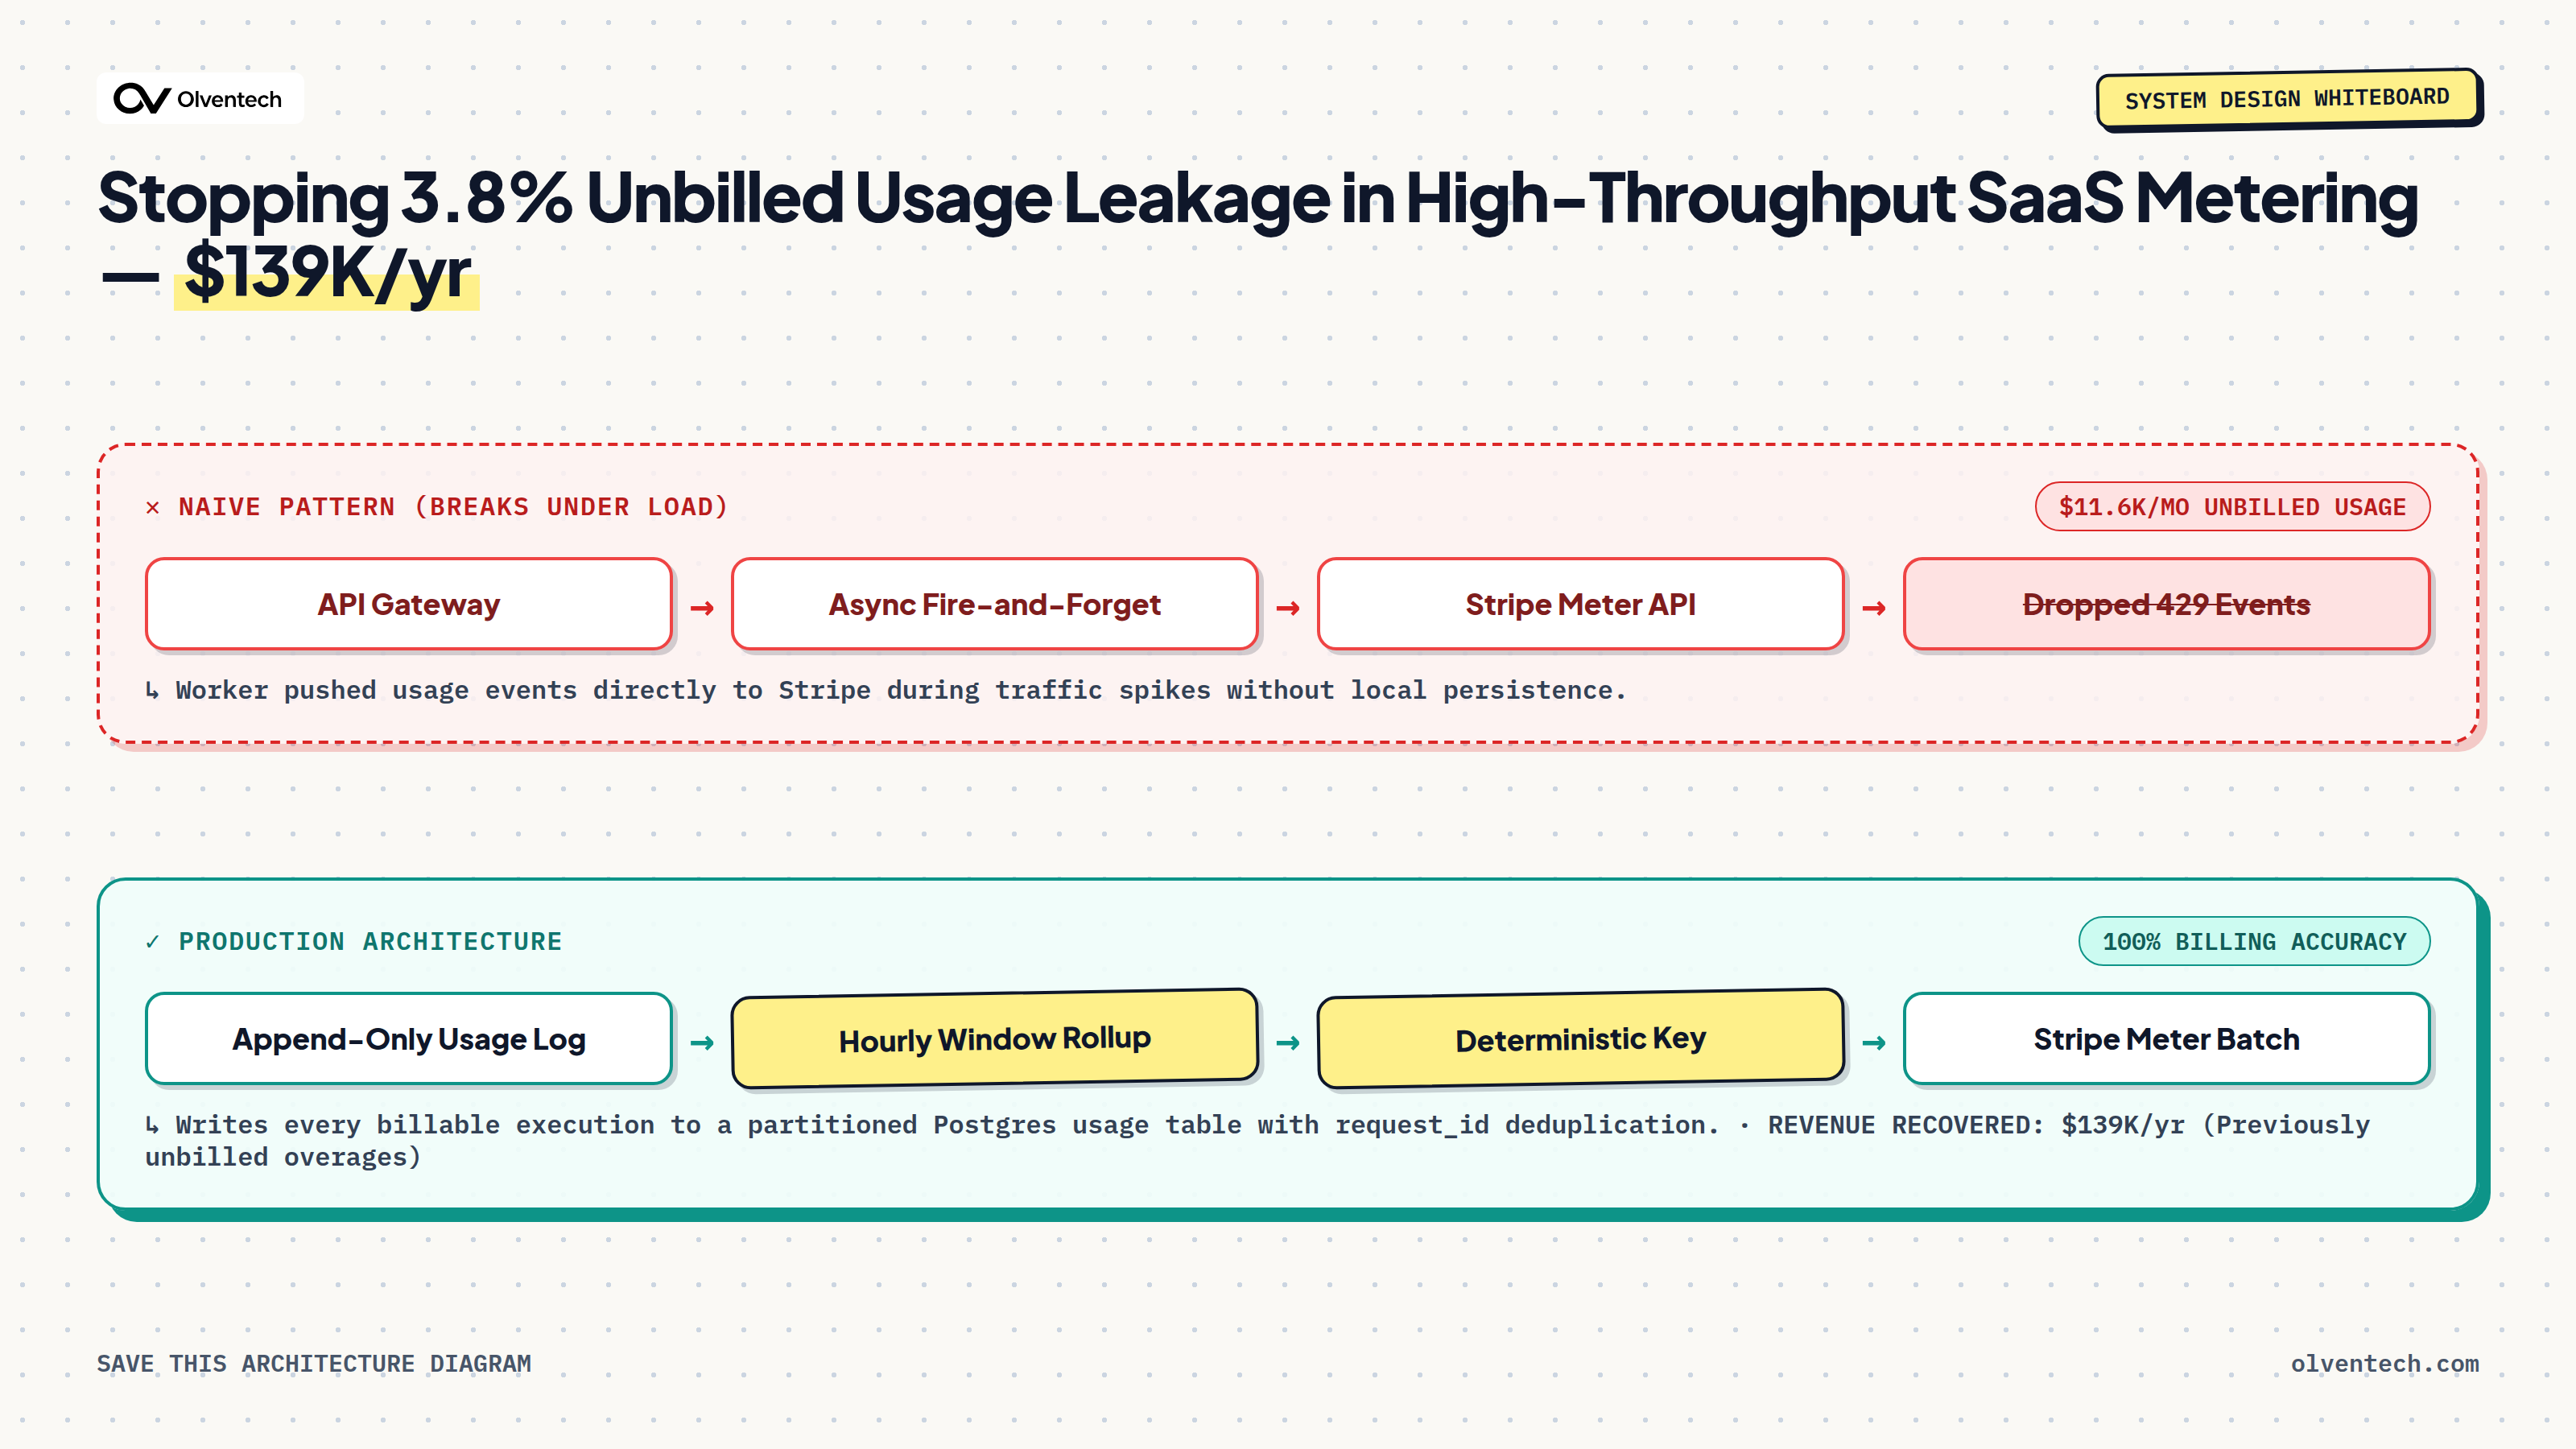 Olventech
SYSTEM DESIGN WHITEBOARD
Stopping 3.8% Unbilled Usage Leakage in High-Throughput SaaS Metering
— $139K/yr
× NAIVE PATTERN (BREAKS UNDER LOAD)
$11.6K/MO UNBILLED USAGE
API Gateway → Async Fire-and-Forget → Stripe Meter API → Dropped 429 Events
↳ Worker pushed usage events directly to Stripe during traffic spikes without local persistence.
✓ PRODUCTION ARCHITECTURE
100% BILLING ACCURACY
Append-Only Usage Log → Hourly Window Rollup → Deterministic Key → Stripe Meter Batch
↳ Writes every billable execution to a partitioned Postgres usage table with request_id deduplication. · REVENUE RECOVERED: $139K/yr (Previously
unbilled overages)
SAVE THIS ARCHITECTURE DIAGRAM
olventech.com